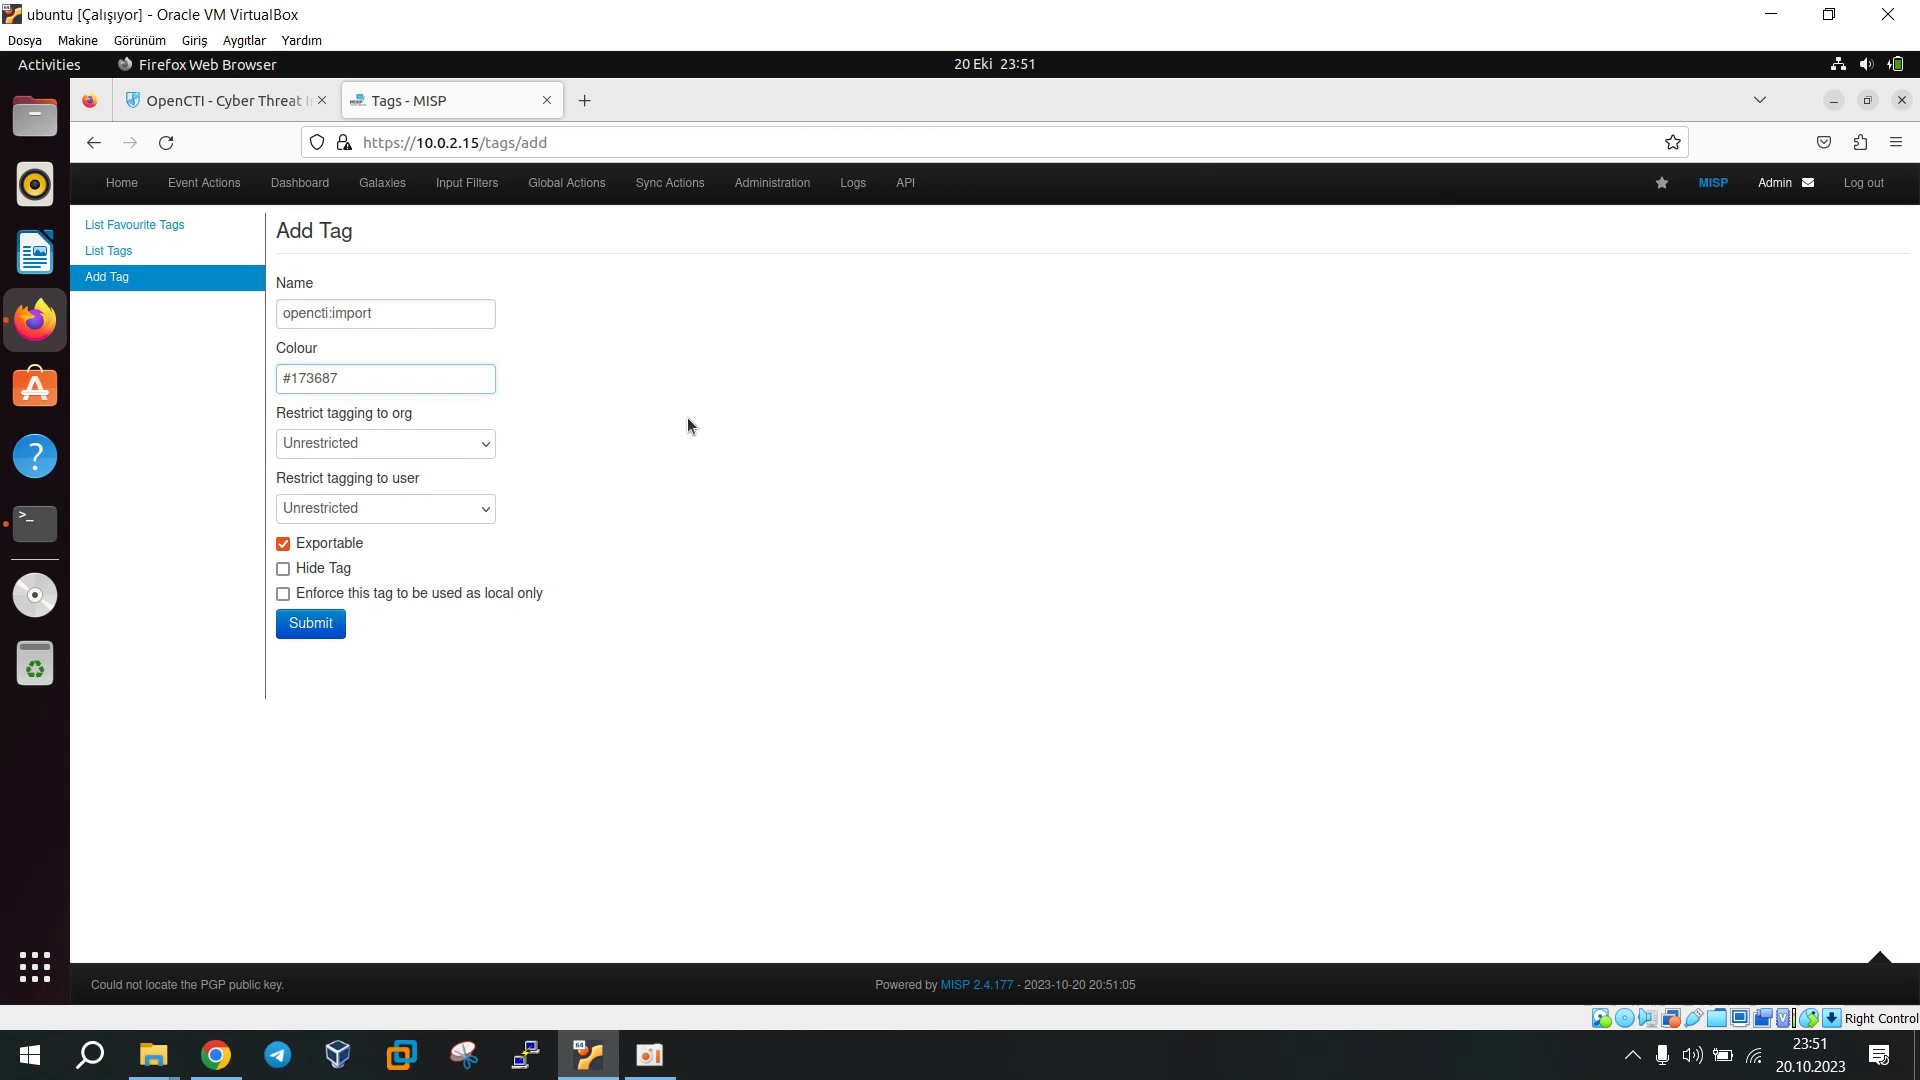 ubuntu [Çalışıyor] - Oracle VM VirtualBox
Dosya Makine Görünüm Giriş Aygıtlar Yardım
Activities Firefox Web Browser 20 Eki 23:51
OpenCTI - Cyber Threat Tags - MISP
https://10.0.2.15/tags/add
Home Event Actions Dashboard Galaxies Input Filters Global Actions Sync Actions Administration Logs API MISP Admin Log out
List Favourite Tags
List Tags
Add Tag
Add Tag
Name
opencti:import
Colour
#173687
Restrict tagging to org
Unrestricted
Restrict tagging to user
Unrestricted
Exportable
Hide Tag
Enforce this tag to be used as local only
Submit
Could not locate the PGP public key. Powered by MISP 2.4.177 - 2023-10-20 20:51:05
Right Control
23:51
20.10.2023